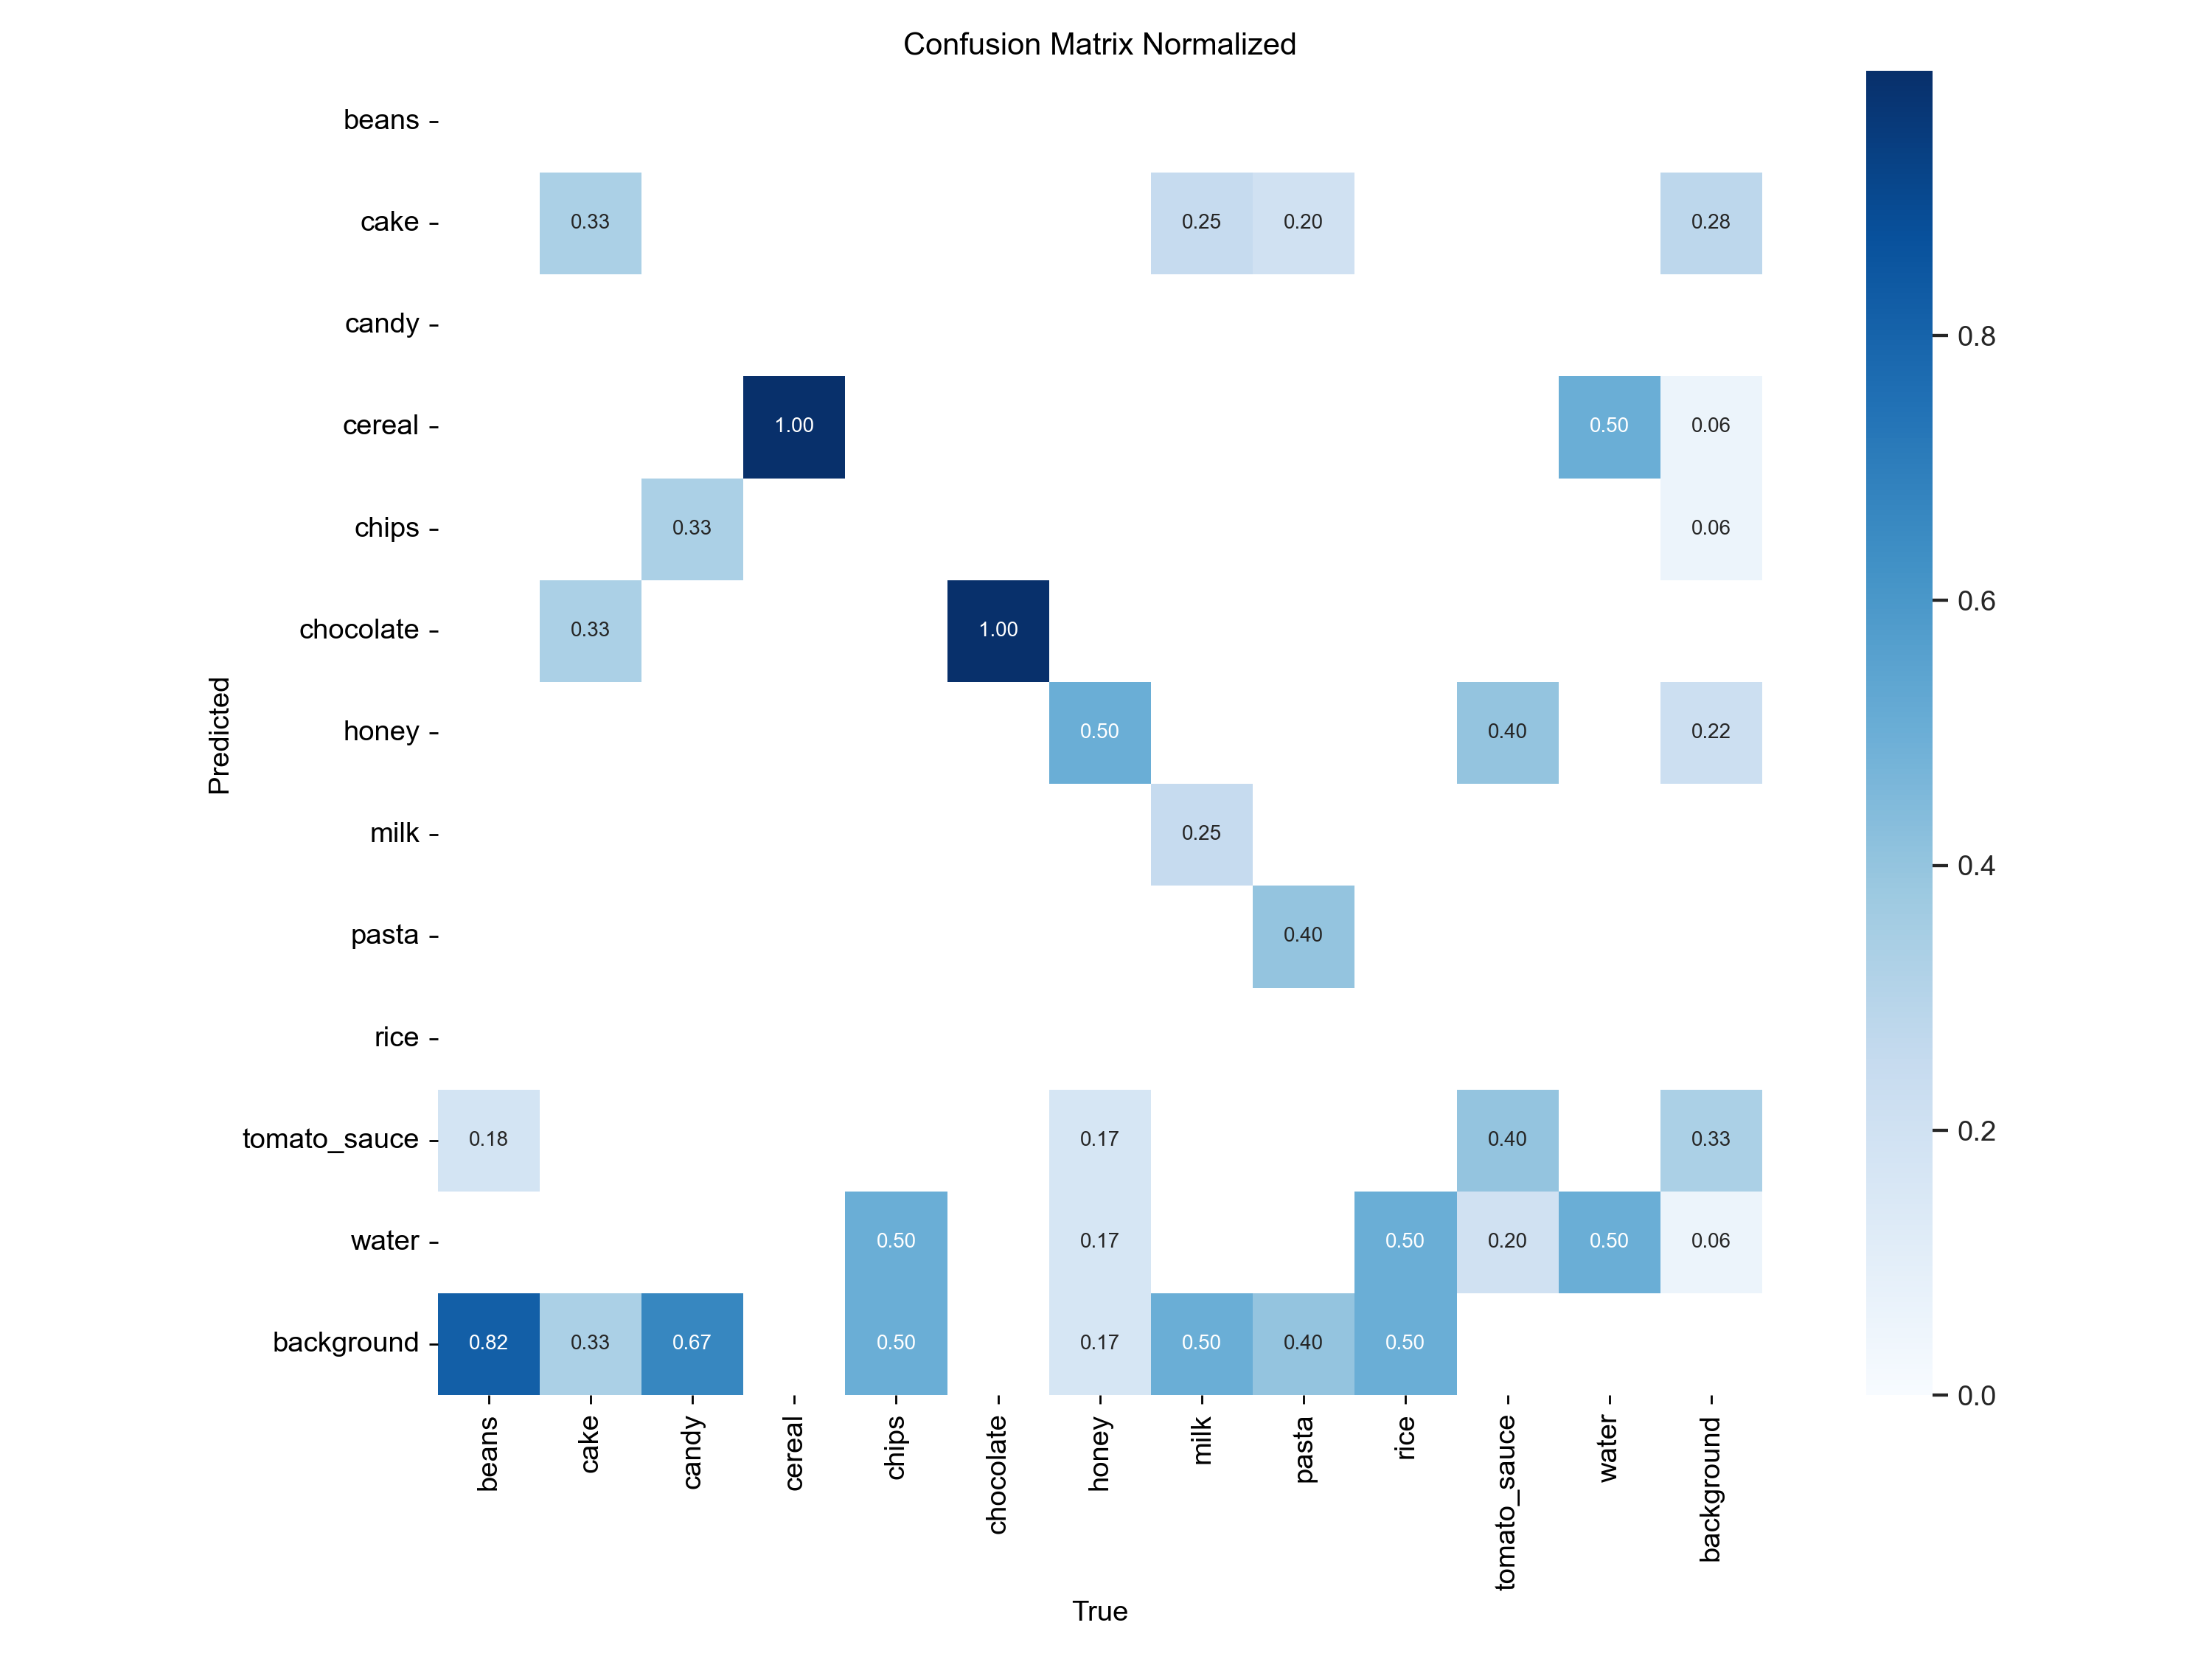 Confusion Matrix Normalized
beans
cake 0.33 0.25 0.20 0.28
candy
cereal 1.00 0.50 0.06
0.8
chips 0.33 0.06
chocolate 0.33 1.00
0.6
Predicted
honey 0.50 0.40 0.22
milk 0.25
0.4
pasta 0.40
rice
tomato_sauce 0.18 0.17 0.40 0.33
0.2
water 0.50 0.17 0.50 0.20 0.50 0.06
background 0.82 0.33 0.67 0.50 0.17 0.50 0.40 0.50
0.0
beans cake candy cereal chips chocolate honey milk pasta rice tomato_sauce water background
True